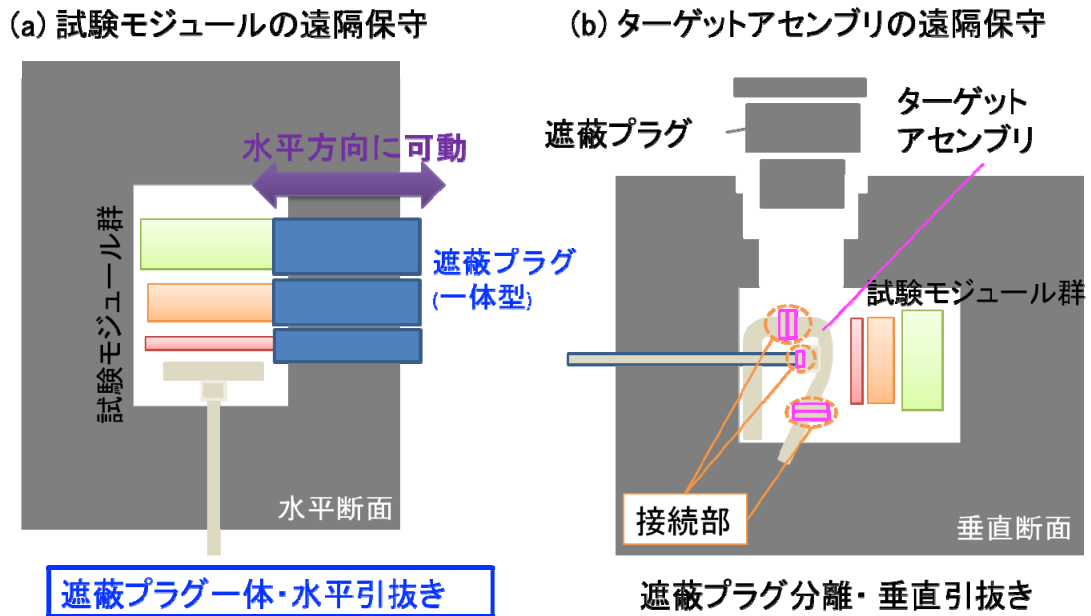 (a) 試験モジュールの遠隔保守
水平方向に可動
試験モジュール群
遮蔽プラグ
(一体型)
水平断面
遮蔽プラグ一体・水平引抜き
(b) ターゲットアセンブリの遠隔保守
遮蔽プラグ
ターゲット
アセンブリ
試験モジュール群
接続部
垂直断面
遮蔽プラグ分離・垂直引抜き